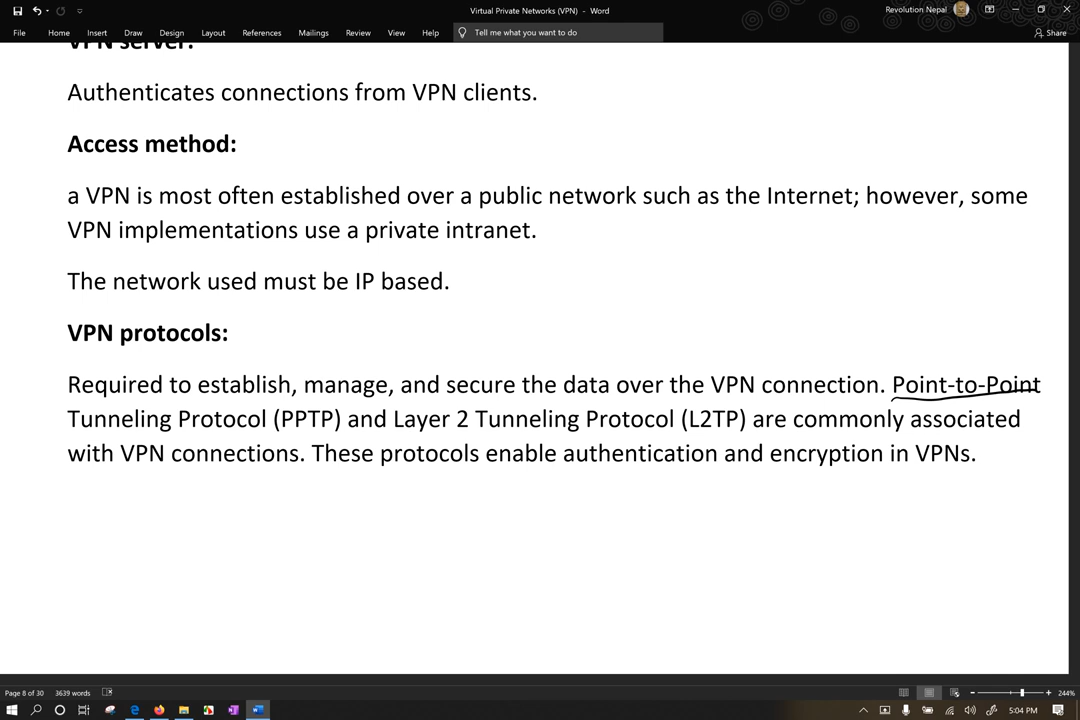 Virtual Private Networks (VPN) - Word
Revolution Nepal
File Home Insert Draw Design Layout References Mailings Review View Help Tell me what you want to do Share
VPN server:
Authenticates connections from VPN clients.
Access method:
a VPN is most often established over a public network such as the Internet; however, some
VPN implementations use a private intranet.
The network used must be IP based.
VPN protocols:
Required to establish, manage, and secure the data over the VPN connection. Point-to-Point
Tunneling Protocol (PPTP) and Layer 2 Tunneling Protocol (L2TP) are commonly associated
with VPN connections. These protocols enable authentication and encryption in VPNs.
Page 8 of 30 3639 words 244%
5:04 PM